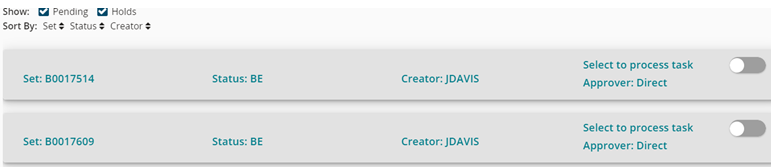 Show: Pending Holds
Sort By: Set Status Creator
Set: B0017514 Status: BE Creator: JDAVIS Select to process task
Approver: Direct
Set: B0017609 Status: BE Creator: JDAVIS Select to process task
Approver: Direct